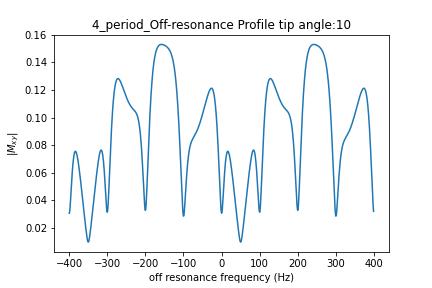 4_period_Off-resonance Profile tip angle:10
0.16
0.14
0.12
0.10
0.08
0.06
0.04
0.02
|Mxy|
−400 −300 −200 −100 0 100 200 300 400
off resonance frequency (Hz)